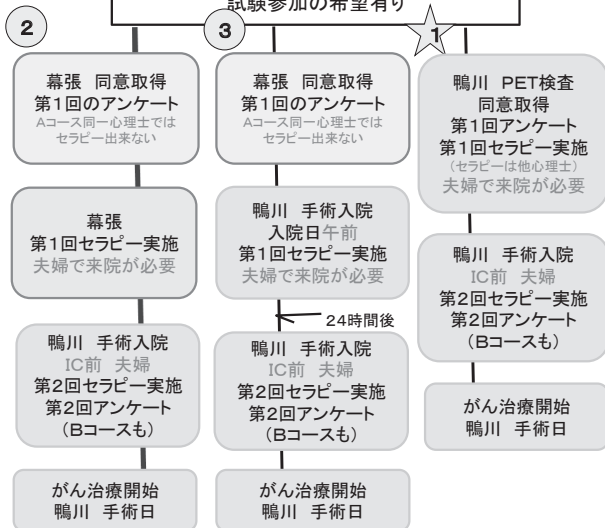 試験参加の希望有り
2
幕張 同意取得
第1回のアンケート
Aコース同一心理士では
セラピー出来ない
幕張
第1回セラピー実施
夫婦で来院が必要
鴨川 手術入院
IC前 夫婦
第2回セラピー実施
第2回アンケート
(Bコースも)
がん治療開始
鴨川 手術日
3
幕張 同意取得
第1回のアンケート
Aコース同一心理士では
セラピー出来ない
鴨川 手術入院
入院日午前
第1回セラピー実施
夫婦で来院が必要
24時間後
鴨川 手術入院
IC前 夫婦
第2回セラピー実施
第2回アンケート
(Bコースも)
がん治療開始
鴨川 手術日
1
鴨川 PET検査
同意取得
第1回アンケート
第1回セラピー実施
(セラピーは他心理士)
夫婦で来院が必要
鴨川 手術入院
IC前 夫婦
第2回セラピー実施
第2回アンケート
(Bコースも)
がん治療開始
鴨川 手術日